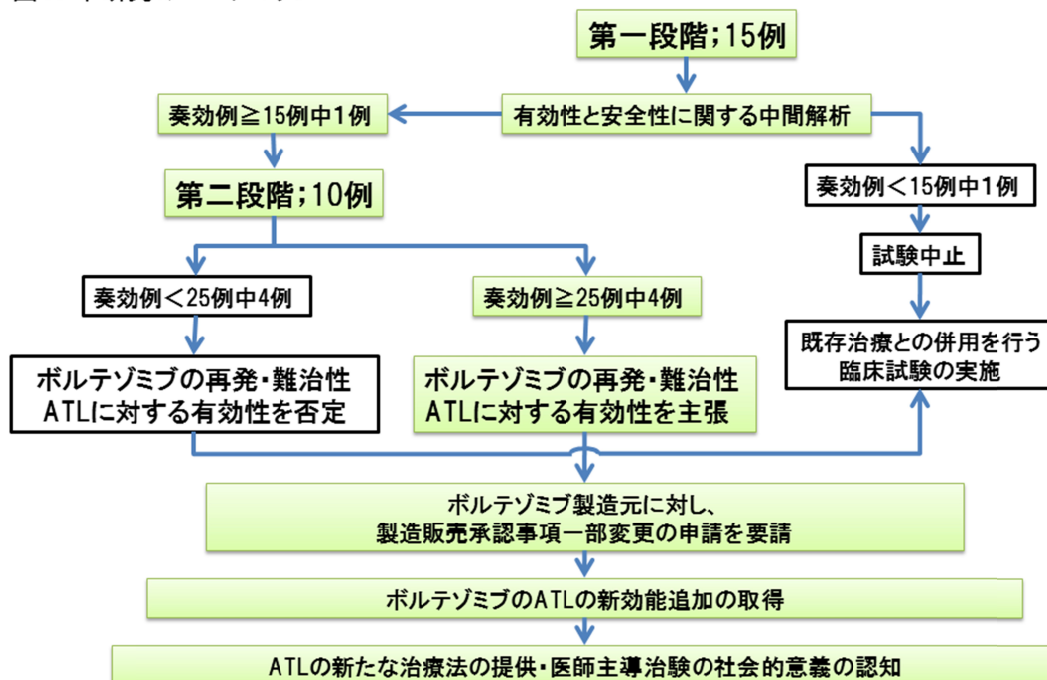 第一段階;15例
有効性と安全性に関する中間解析
奏効例≧15例中1例
奏効例<15例中1例
第二段階;10例
試験中止
奏効例<25例中4例
奏効例≧25例中4例
既存治療との併用を行う
臨床試験の実施
ボルテゾミブの再発・難治性
ATLに対する有効性を否定
ボルテゾミブの再発・難治性
ATLに対する有効性を主張
ボルテゾミブ製造元に対し、
製造販売承認事項一部変更の申請を要請
ボルテゾミブのATLの新効能追加の取得
ATLの新たな治療法の提供・医師主導治験の社会的意義の認知